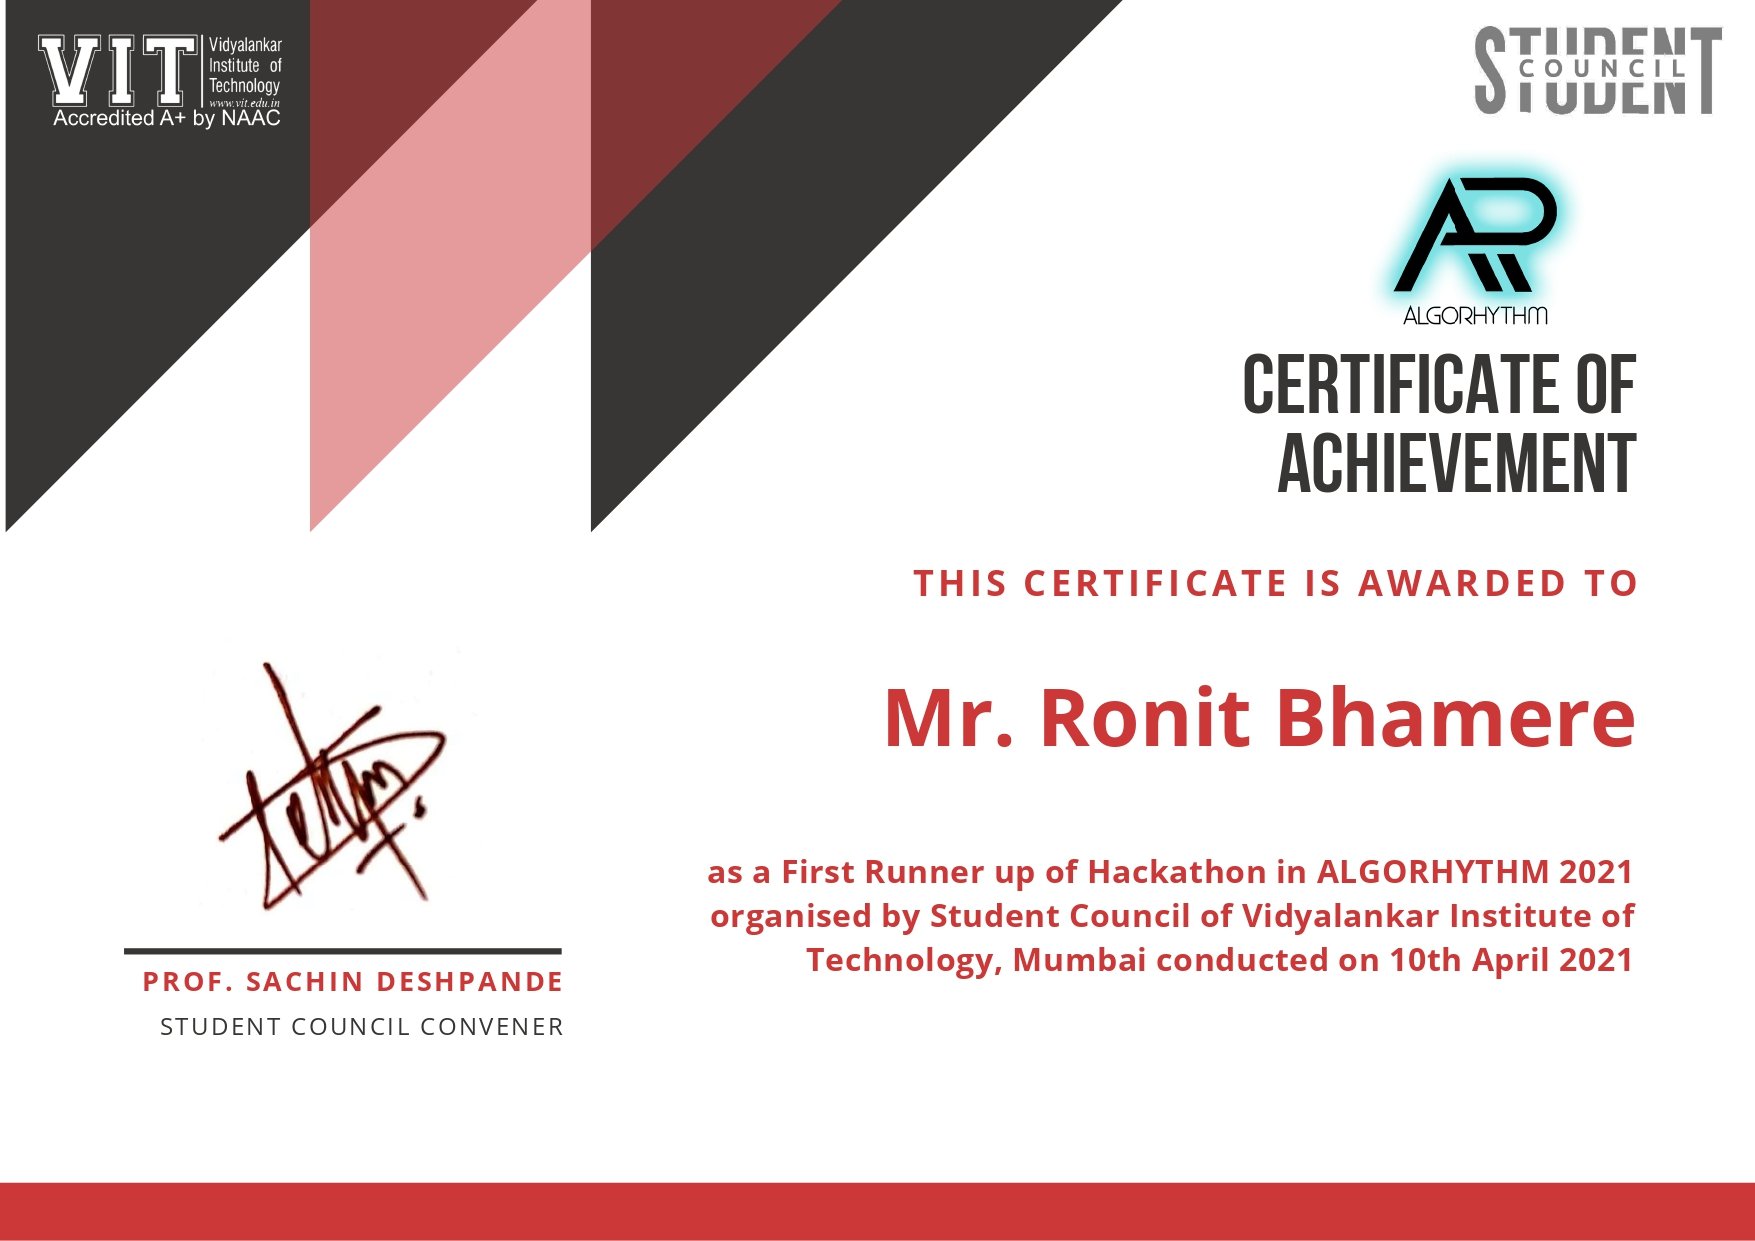 VIT
Vidyalankar
Institute of
Technology
www.vit.edu.in
Accredited A+ by NAAC
STUDENT
COUNCIL
ALGORHYTHM
CERTIFICATE OF
ACHIEVEMENT
THIS CERTIFICATE IS AWARDED TO
Mr. Ronit Bhamere
as a First Runner up of Hackathon in ALGORHYTHM 2021
organised by Student Council of Vidyalankar Institute of
Technology, Mumbai conducted on 10th April 2021
PROF. SACHIN DESHPANDE
STUDENT COUNCIL CONVENER